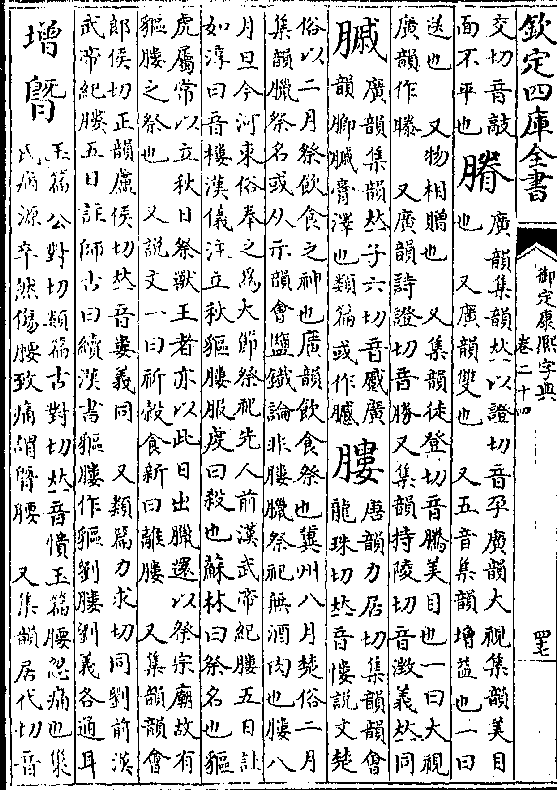 欽定四庫全書
御定康熙字典
卷二十四
交切音敲
面不平也
膡
廣韻集韻𠀤以證切音孕廣韻大視集韻美目
也 又廣韻雙也 又五音集韻增益也一曰
送也 又物相贈也 又集韻徒登切音騰美目也一曰大視
廣韻作賸 又廣韻詩證切音勝又集韻持陵切音澂義𠀤同
廣韻集韻𠀤子六切音蹙廣
韻膏澤也類篇或作
膢
唐韻力居切集韻韻會
龍珠切𠀤音慺說文楚
俗以二月祭飲食之神也廣韻飲食祭也冀州八月楚俗二月
集韻臘祭名或从示韻會鹽鐵論非膢臘祭祀無酒肉也膢八
月旦今河東俗奉之爲大節祭祀先人前漢武帝紀膢五日註
如淳曰音樓漢儀注立秋貙膢服虔曰殺也蘇林曰祭名也貙
虎屬常以立秋日祭獸王者亦以此日出臘還以祭宗廟故有
貙膢之祭也 又說文一曰祈穀食新曰離膢 又集韻韻會
郎侯切正韻盧侯切𠀤音婁義同 又類篇力求切同劉前漢
武帝紀膢五日註師古曰續漢書貙膢作貙劉膢劉義各通耳
增䐴
玉篇公對切類篇古對切𠀤音憒玉篇腰忽痛也巢
氏病源卒然傷腰致痛謂䐴腰 又集韻居代切音